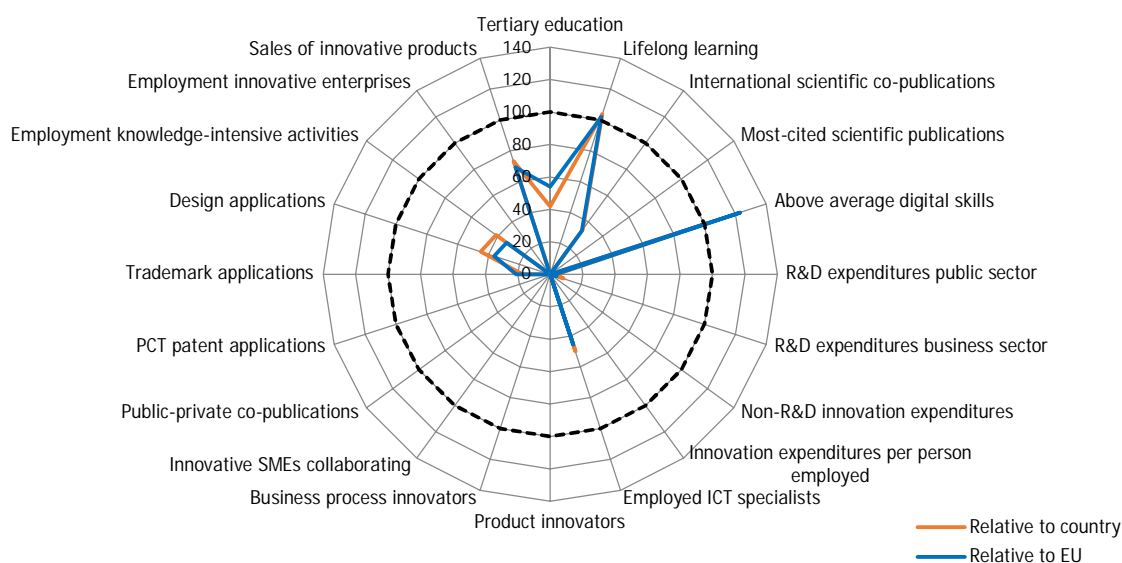 Tertiary education
Sales of innovative products
140
Lifelong learning
Employment innovative enterprises
120
International scientific co-publications
Employment knowledge-intensive activities
100
Most-cited scientific publications
80
Design applications
60
Above average digital skills
40
20
Trademark applications
0
R&D expenditures public sector
PCT patent applications
R&D expenditures business sector
Public-private co-publications
Non-R&D innovation expenditures
Innovative SMEs collaborating
Innovation expenditures per person
employed
Business process innovators
Employed ICT specialists
Product innovators
Relative to country
Relative to EU